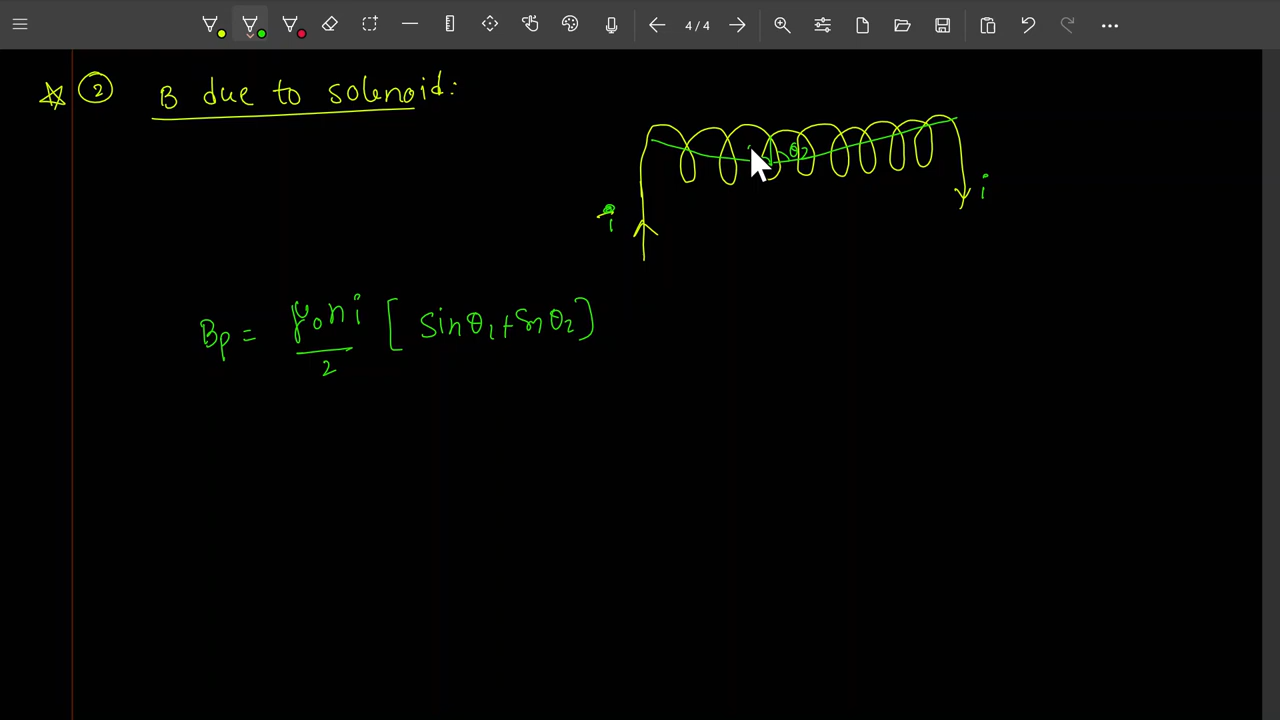 4/4
② B due to solenoid:
θ₂
i
i
Bp = μ₀ni/2 [ sinθ₁+sinθ₂]